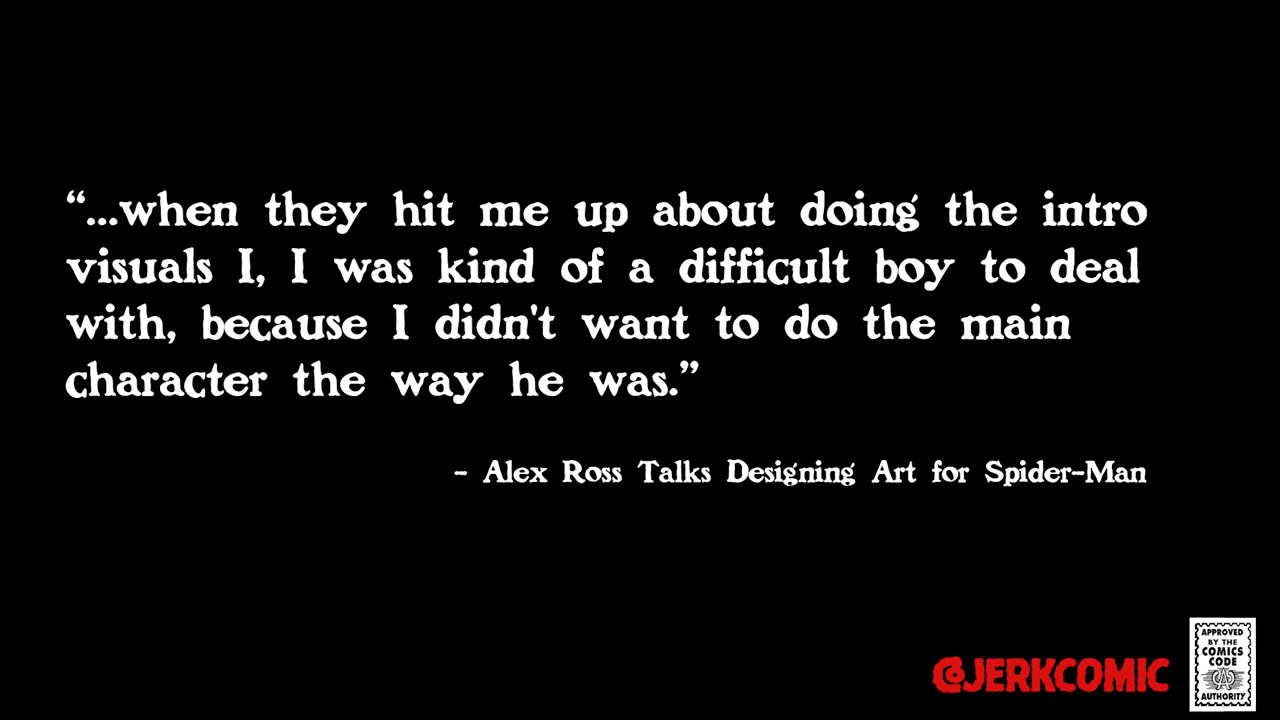 “...when they hit me up about doing the intro
visuals I, I was kind of a difficult boy to deal
with, because I didn't want to do the main
character the way he was.”
- Alex Ross Talks Designing Art for Spider-Man
@JERKCOMIC
APPROVED
BY THE
COMICS
CODE
CA
AUTHORITY